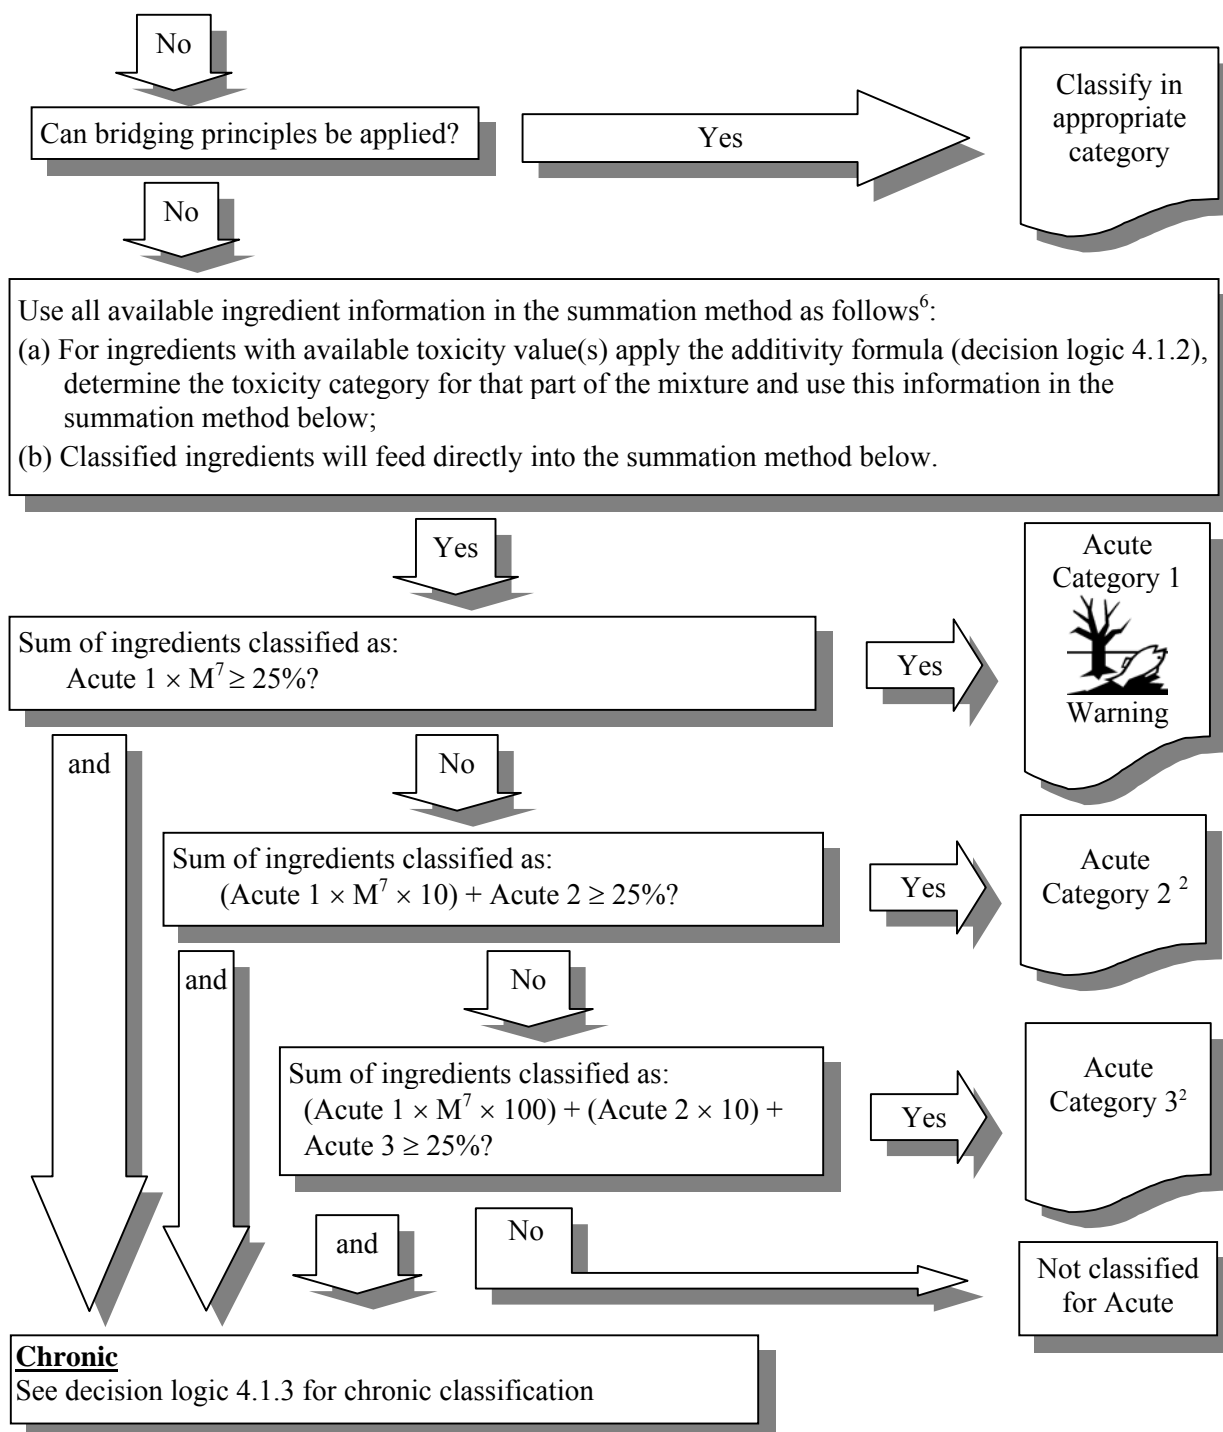 No
Can bridging principles be applied?
Yes
Classify in
appropriate
category
No
Use all available ingredient information in the summation method as follows⁶:
(a) For ingredients with available toxicity value(s) apply the additivity formula (decision logic 4.1.2),
determine the toxicity category for that part of the mixture and use this information in the
summation method below;
(b) Classified ingredients will feed directly into the summation method below.
Yes
Sum of ingredients classified as:
Acute 1 × M⁷ ≥ 25%?
Yes
Acute
Category 1
Warning
and
No
Sum of ingredients classified as:
(Acute 1 × M⁷ × 10) + Acute 2 ≥ 25%?
Yes
Acute
Category 2 ²
and
No
Sum of ingredients classified as:
(Acute 1 × M⁷ × 100) + (Acute 2 × 10) +
Acute 3 ≥ 25%?
Yes
Acute
Category 3²
and
No
Not classified
for Acute
Chronic
See decision logic 4.1.3 for chronic classification